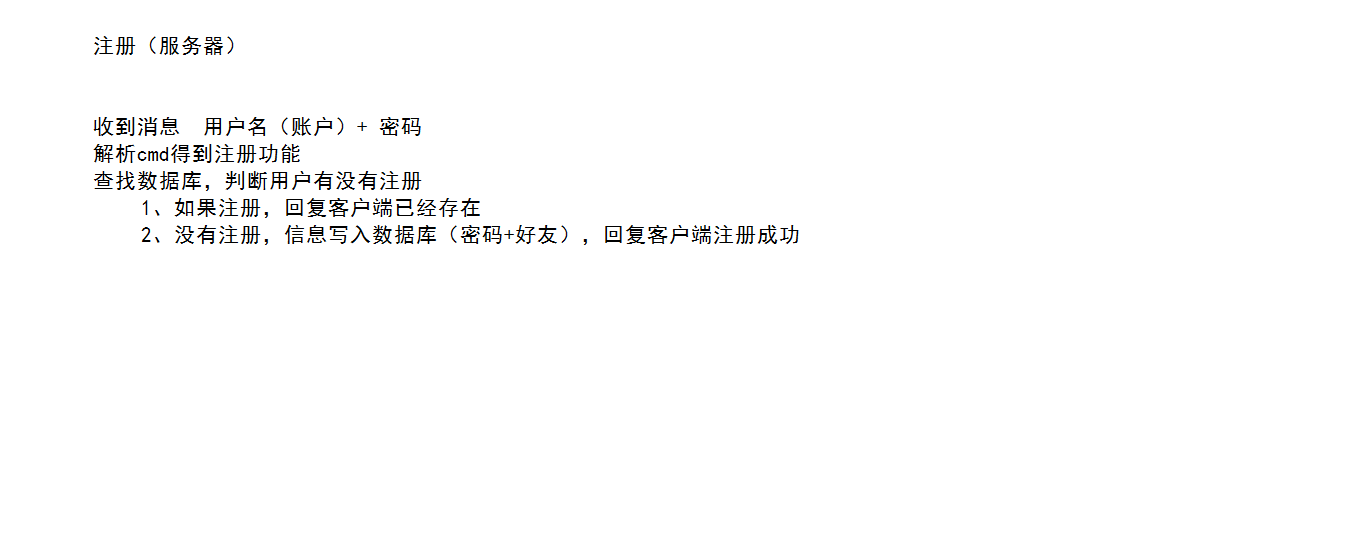 注册（服务器）
收到消息  用户名（账户）+ 密码
解析cmd得到注册功能
查找数据库，判断用户有没有注册
1、如果注册，回复客户端已经存在
2、没有注册，信息写入数据库（密码+好友），回复客户端注册成功